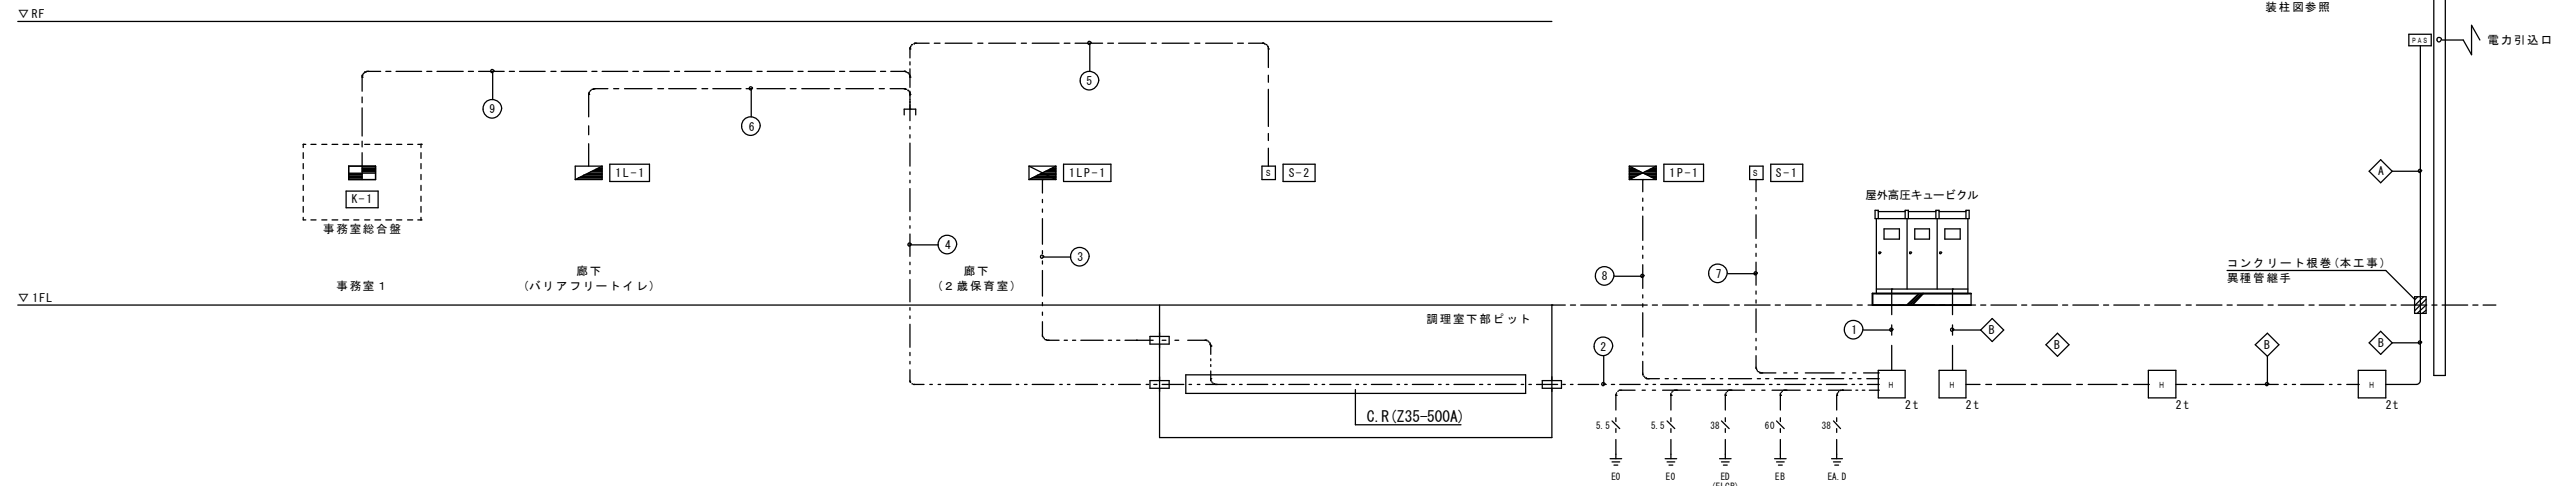 ▽RF
装柱図参照
PAS
電力引込口
⑤
⑨
⑥
1L-1
1LP-1
S
S-2
1P-1
S
S-1
A
K-1
屋外高圧キュービクル
事務室総合盤
④
③
コンクリート根巻(本工事)
異種管継手
廊下
(バリアフリートイレ)
廊下
(2歳保育室)
⑧
⑦
事務室1
▽1FL
調理室下部ピット
①
B
②
B
B
B
H
2t
H
2t
H
2t
H
2t
C.R(Z35-500A)
5.5
5.5
38
60
38
E0
E0
ED
(ELCB)
EB
EA.D